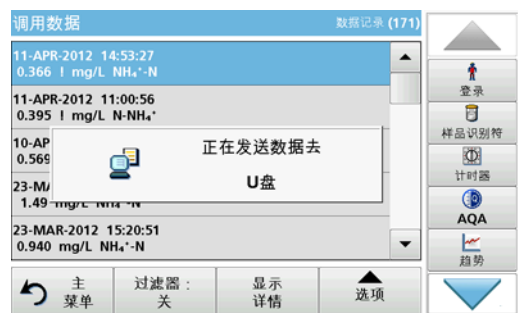 调用数据
数据记录 (171)
11-APR-2012 14:53:27
0.366 ! mg/L NH₄⁺-N
11-APR-2012 11:00:56
0.395 ! mg/L N-NH₄⁺
10-AP
0.569
正在发送数据去
U盘
23-MA
1.49 mg/L NH₄⁺-N
23-MAR-2012 15:20:51
0.940 mg/L NH₄⁺-N
主
菜单
过滤器：
关
显示
详情
选项
登录
样品识别符
计时器
AQA
趋势